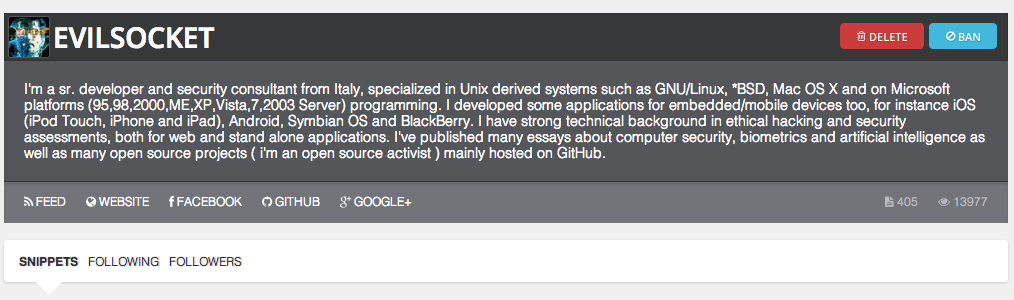 EVILSOCKET
DELETE
BAN
I'm a sr. developer and security consultant from Italy, specialized in Unix derived systems such as GNU/Linux, *BSD, Mac OS X and on Microsoft
platforms (95,98,2000,ME,XP,Vista,7,2003 Server) programming. I developed some applications for embedded/mobile devices too, for instance iOS
(iPod Touch, iPhone and iPad), Android, Symbian OS and BlackBerry. I have strong technical background in ethical hacking and security
assessments, both for web and stand alone applications. I've published many essays about computer security, biometrics and artificial intelligence as
well as many open source projects ( i'm an open source activist ) mainly hosted on GitHub.
FEED WEBSITE FACEBOOK GITHUB GOOGLE+ 405 13977
SNIPPETS FOLLOWING FOLLOWERS